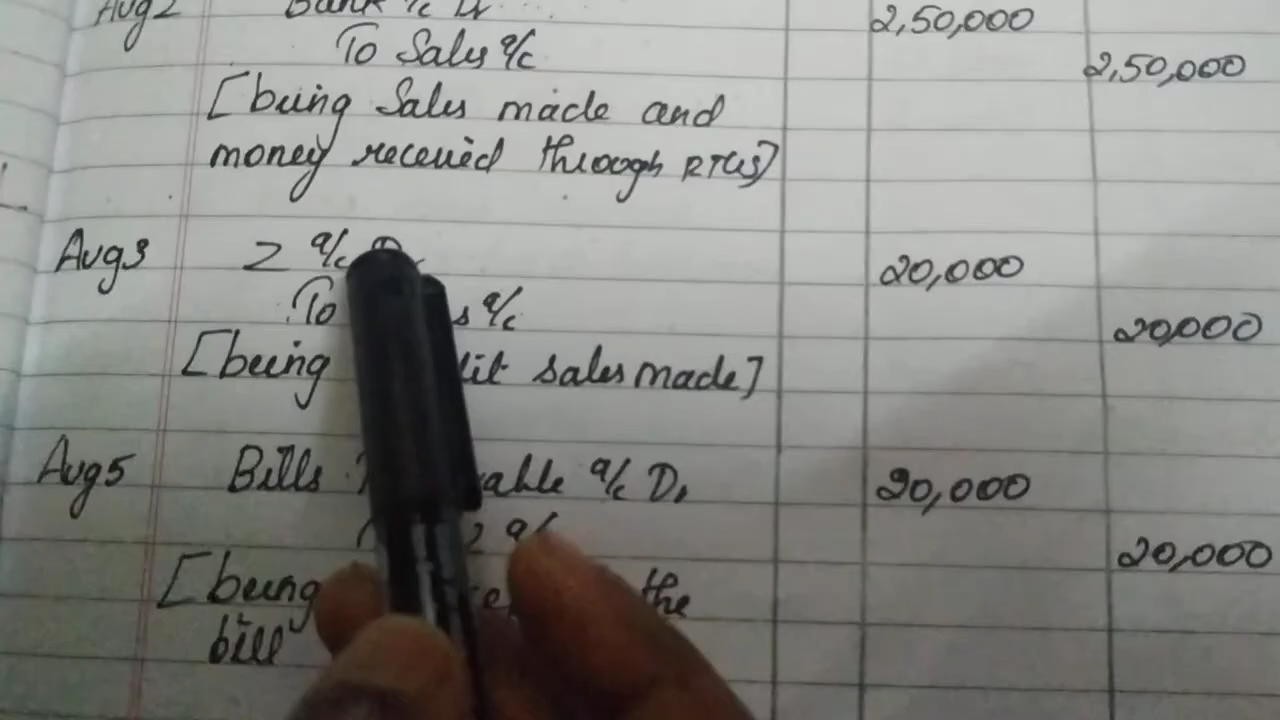 Aug2 Bank a/c Dr. 2,50,000
To Sales a/c 2,50,000
[being Sales made and
money received through RTGS]
Aug3 Z a/c 20,000
To a/c 20,000
[being sales made]
Aug5 Bills a/c Dr 20,000
a/c 20,000
[being the
bill